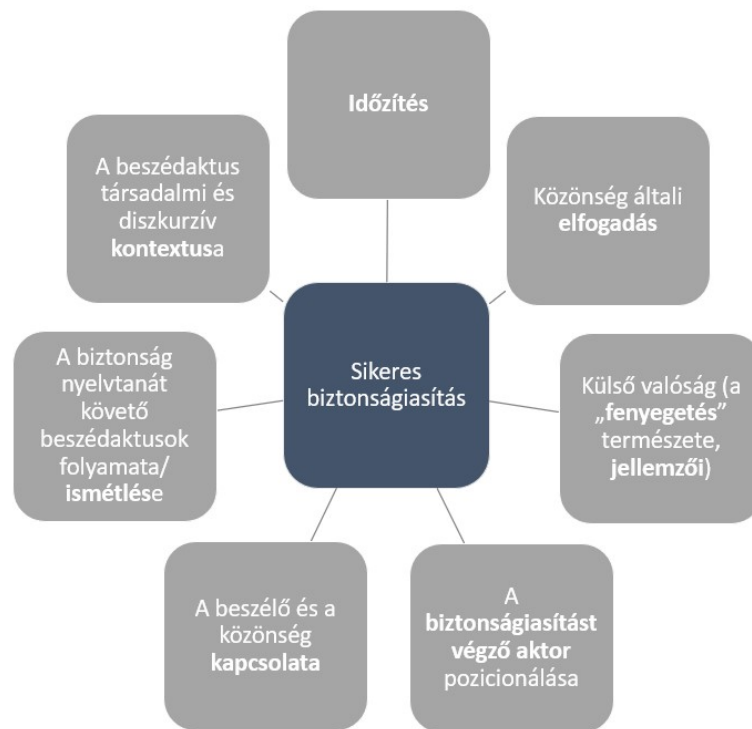 Időzítés
Közönség általi
elfogadás
Külső valóság (a
„fenyegetés”
természete,
jellemzői)
A
biztonságiasítást
végző aktor
pozicionálása
A beszélő és a
közönség
kapcsolata
A biztonság
nyelvtanát
követő
beszédaktusok
folyamata/
ismétlése
A beszédaktus
társadalmi és
diszkurzív
kontextusa
Sikeres
biztonságiasítás